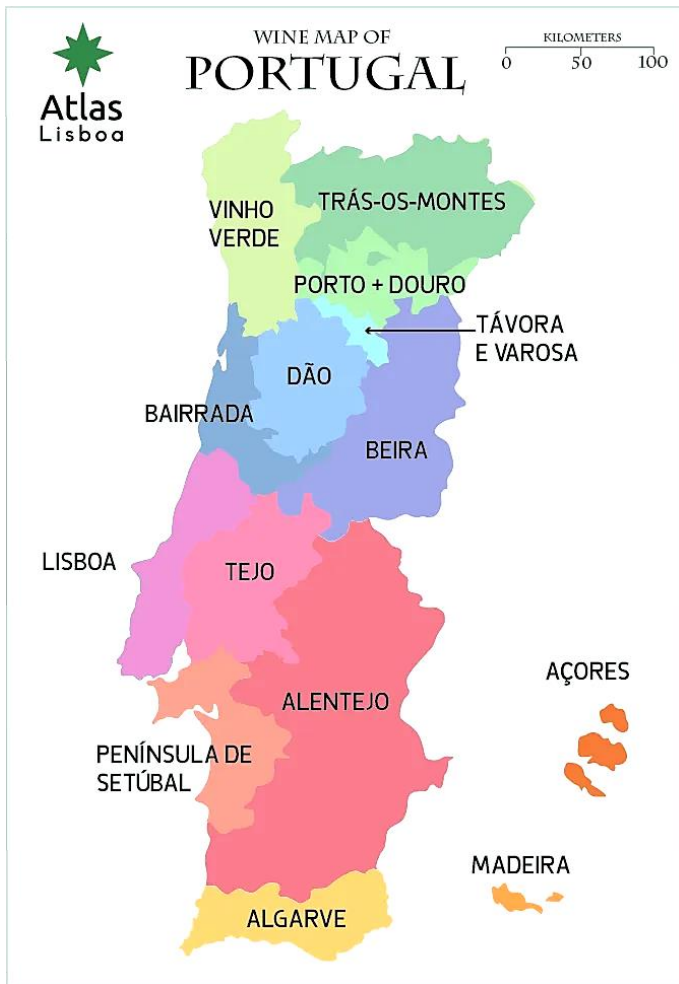 WINE MAP OF
PORTUGAL
KILOMETERS
0 50 100
Atlas
Lisboa
VINHO
VERDE
TRÁS-OS-MONTES
PORTO + DOURO
TÁVORA
E VAROSA
DÃO
BAIRRADA
BEIRA
LISBOA
TEJO
AÇORES
ALENTEJO
PENÍNSULA DE
SETÚBAL
MADEIRA
ALGARVE